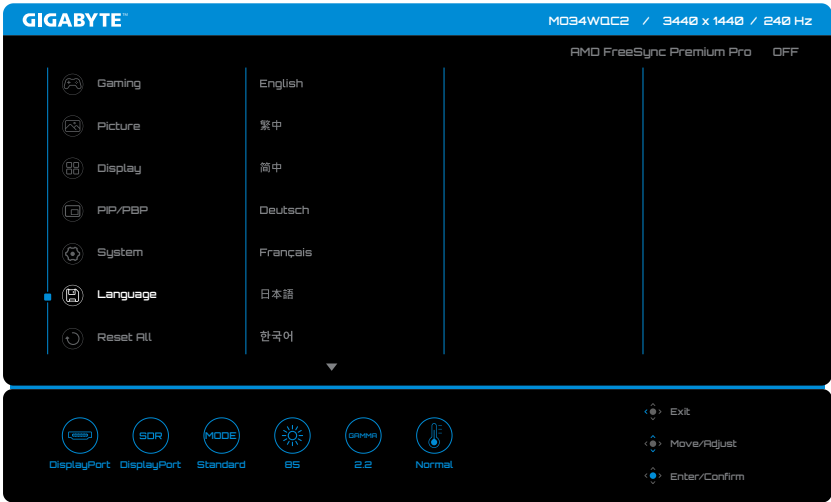 GIGABYTE™
MO34WQC2 / 3440 x 1440 / 240 Hz
AMD FreeSync Premium Pro OFF
Gaming
English
Picture
繁中
Display
简中
PIP/PBP
Deutsch
System
Français
Language
日本語
Reset All
한국어
SDR
MODE
GAMMA
DisplayPort
DisplayPort
Standard
85
2.2
Normal
Exit
Move/Adjust
Enter/Confirm